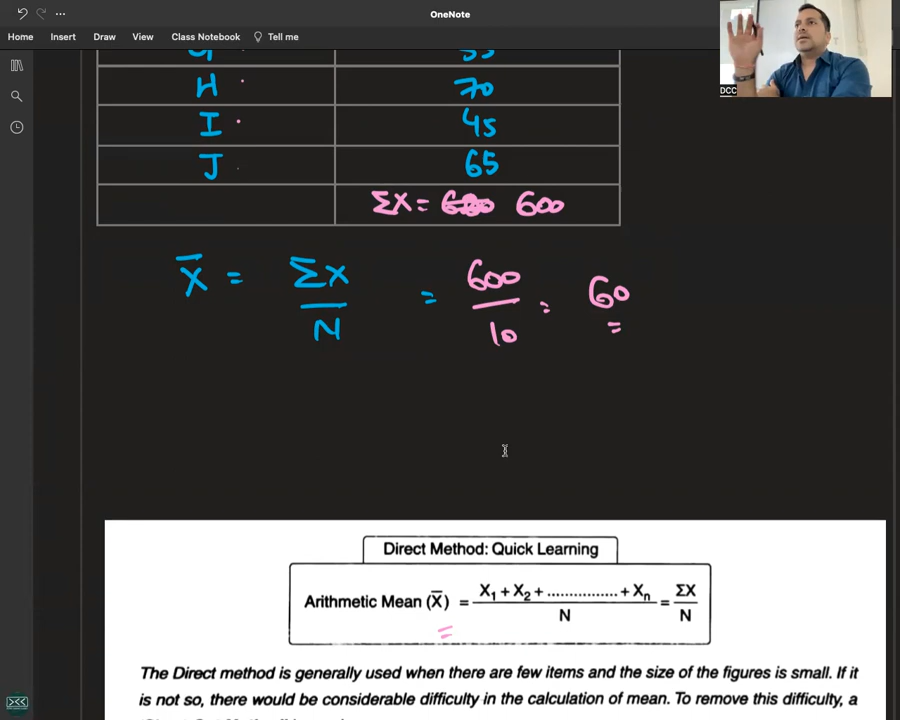 OneNote
Home Insert Draw View Class Notebook Tell me
H 70
I 45
J 65
ΣX = 600
DCC
X̄ = ΣX / N = 600 / 10 = 60
Direct Method: Quick Learning
Arithmetic Mean (X̄) = X₁ + X₂ + ................ + Xₙ / N = ΣX / N
The Direct method is generally used when there are few items and the size of the figures is small. If it
is not so, there would be considerable difficulty in the calculation of mean. To remove this difficulty, a